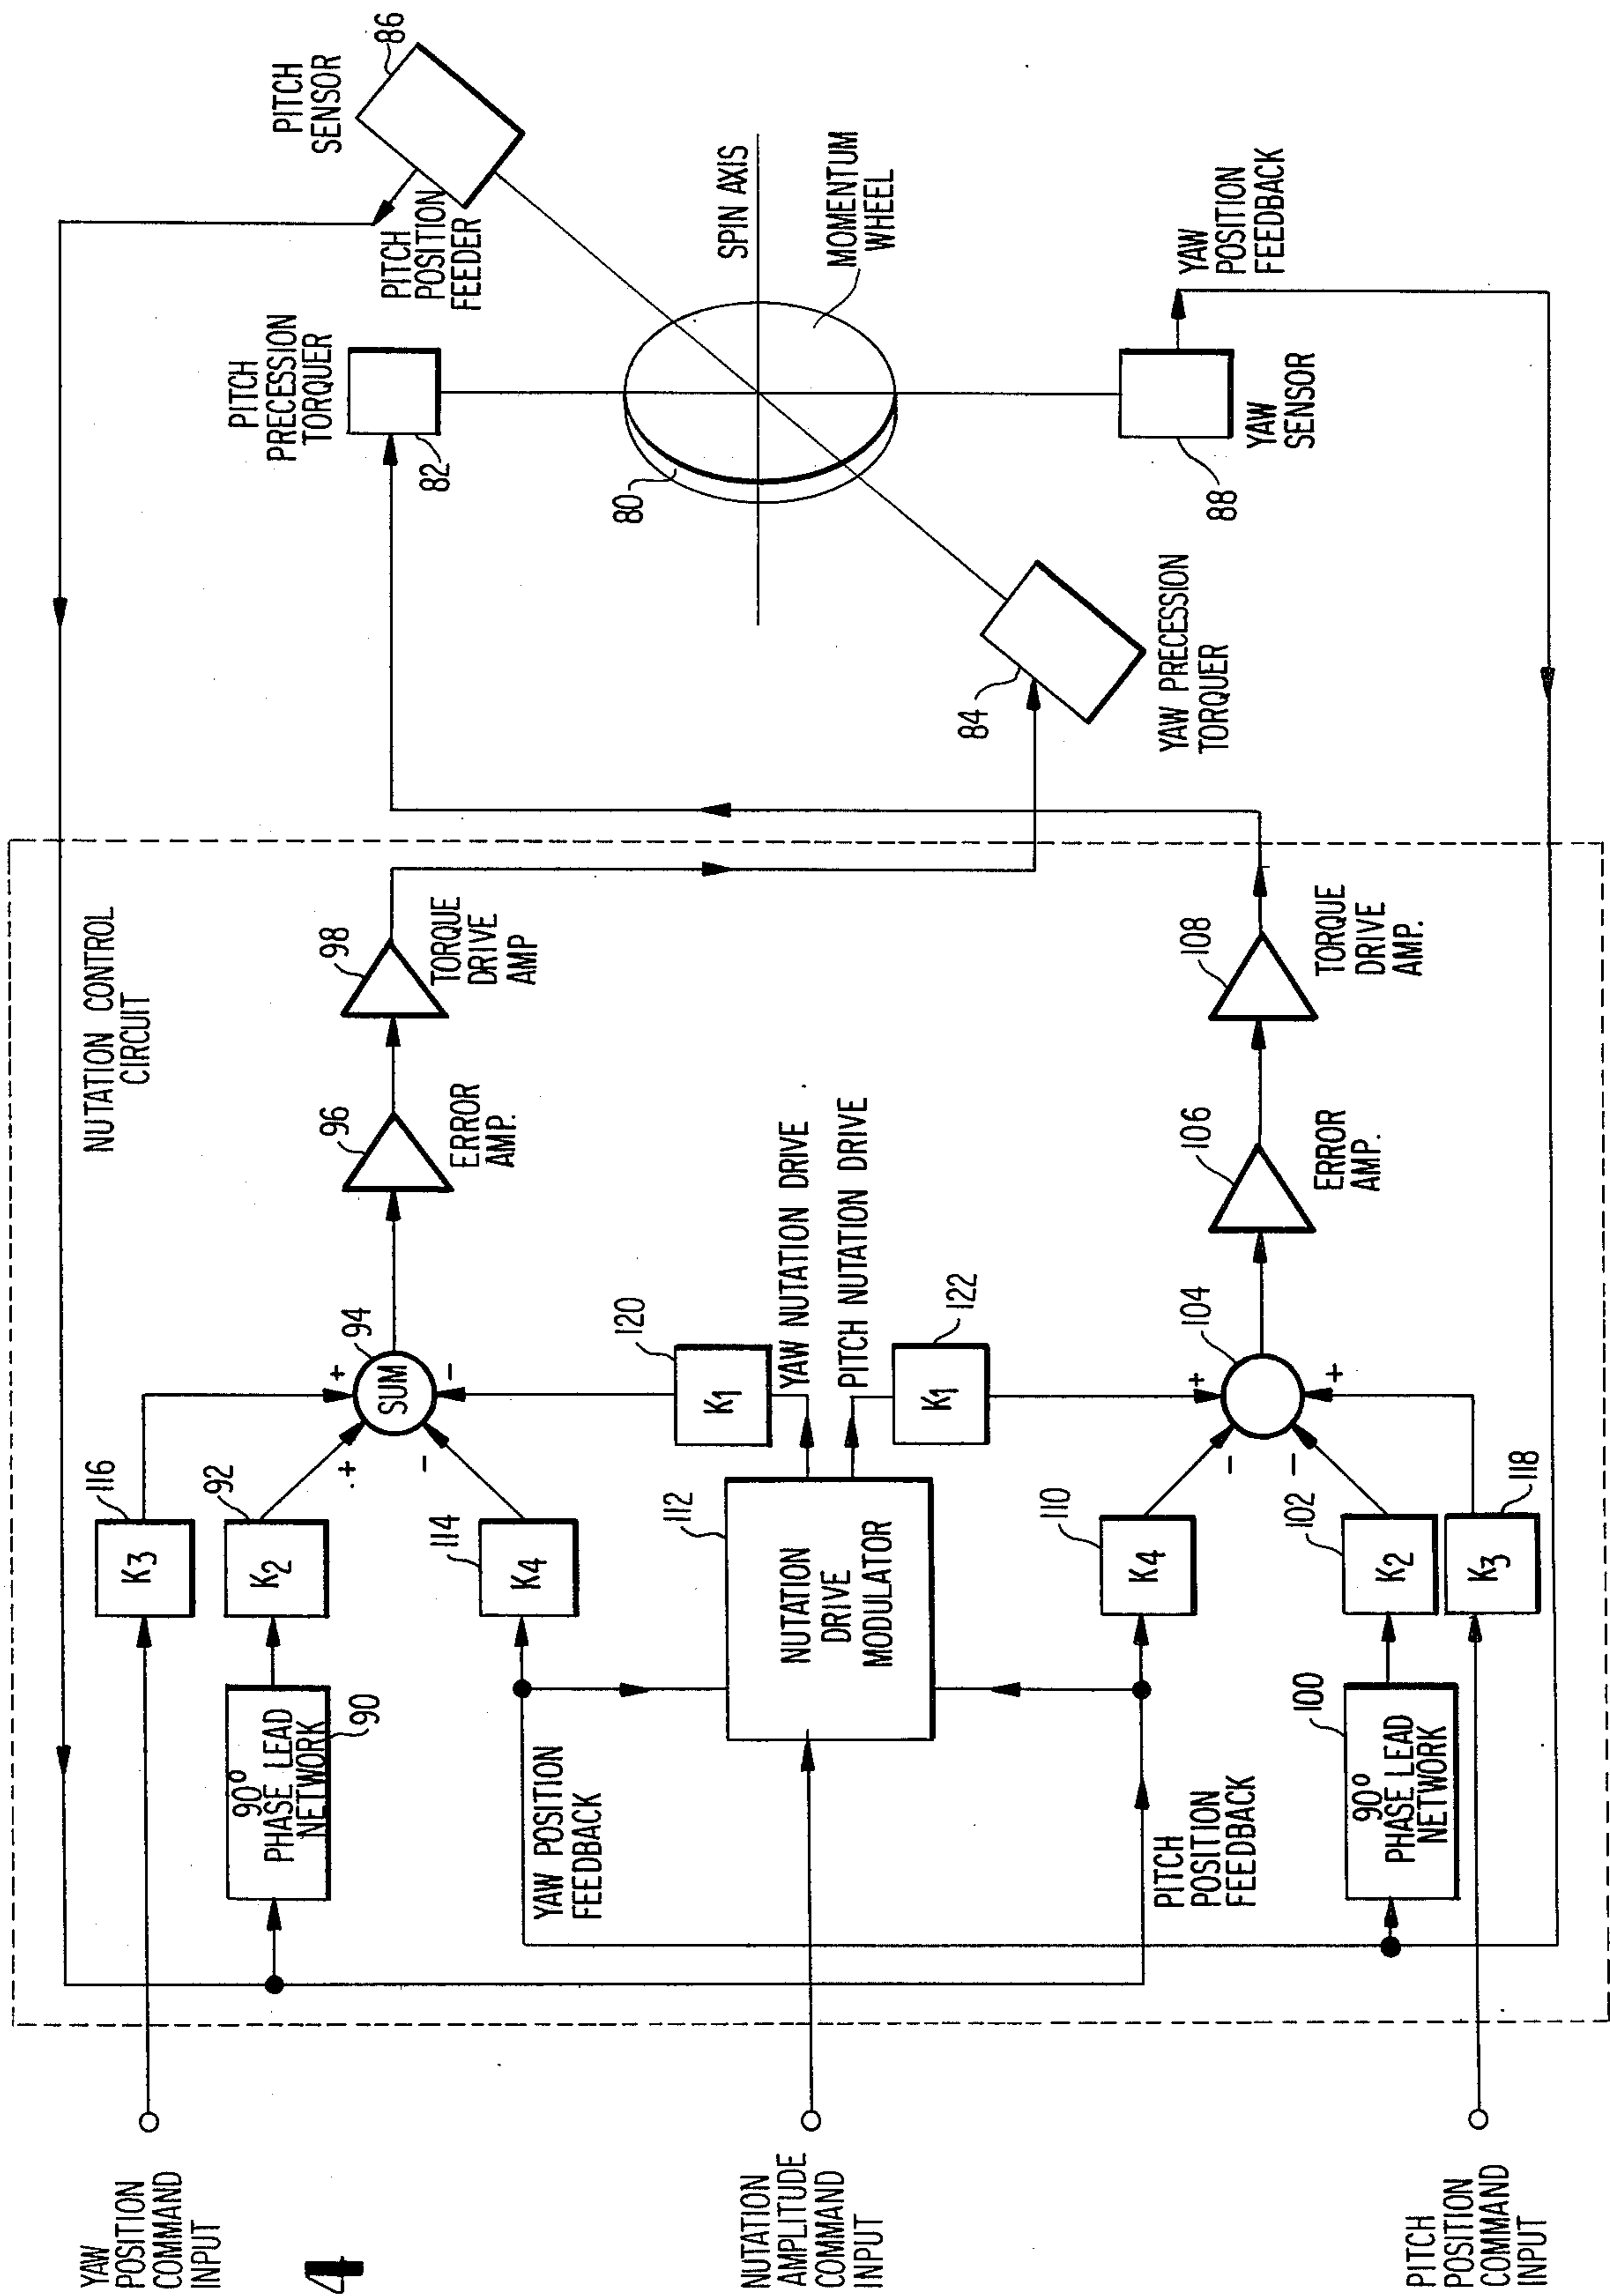 YAW
POSITION
COMMAND
INPUT
4
NUTATION
AMPLITUDE
COMMAND
INPUT
PITCH
POSITION
COMMAND
INPUT
NUTATION CONTROL
CIRCUIT
K3
116
90°
PHASE LEAD
NETWORK
90
K2
92
K4
114
YAW POSITION
FEEDBACK
NUTATION
DRIVE
MODULATOR
112
PITCH
POSITION
FEEDBACK
K4
110
90°
PHASE LEAD
NETWORK
100
K2
102
K3
118
SUM
94
+
.+
-
-
K1
120
YAW NUTATION DRIVE
PITCH NUTATION DRIVE
K1
122
104
+
-
-
+
96
ERROR
AMP.
98
TORQUE
DRIVE
AMP
106
ERROR
AMP.
108
TORQUE
DRIVE
AMP.
PITCH
PRECESSION
TORQUER
82
PITCH
SENSOR
86
PITCH
POSITION
FEEDER
SPIN AXIS
MOMENTUM
WHEEL
80
84
YAW PRECESSION
TORQUER
YAW
SENSOR
88
YAW
POSITION
FEEDBACK